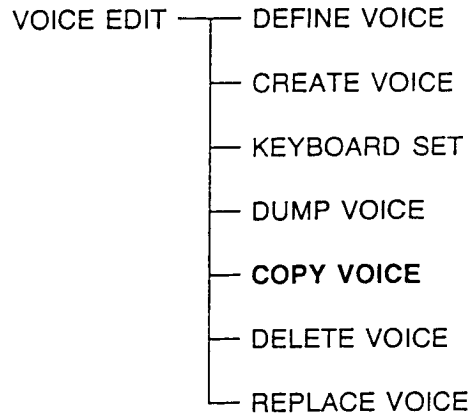 VOICE EDIT DEFINE VOICE
CREATE VOICE
KEYBOARD SET
DUMP VOICE
COPY VOICE
DELETE VOICE
REPLACE VOICE